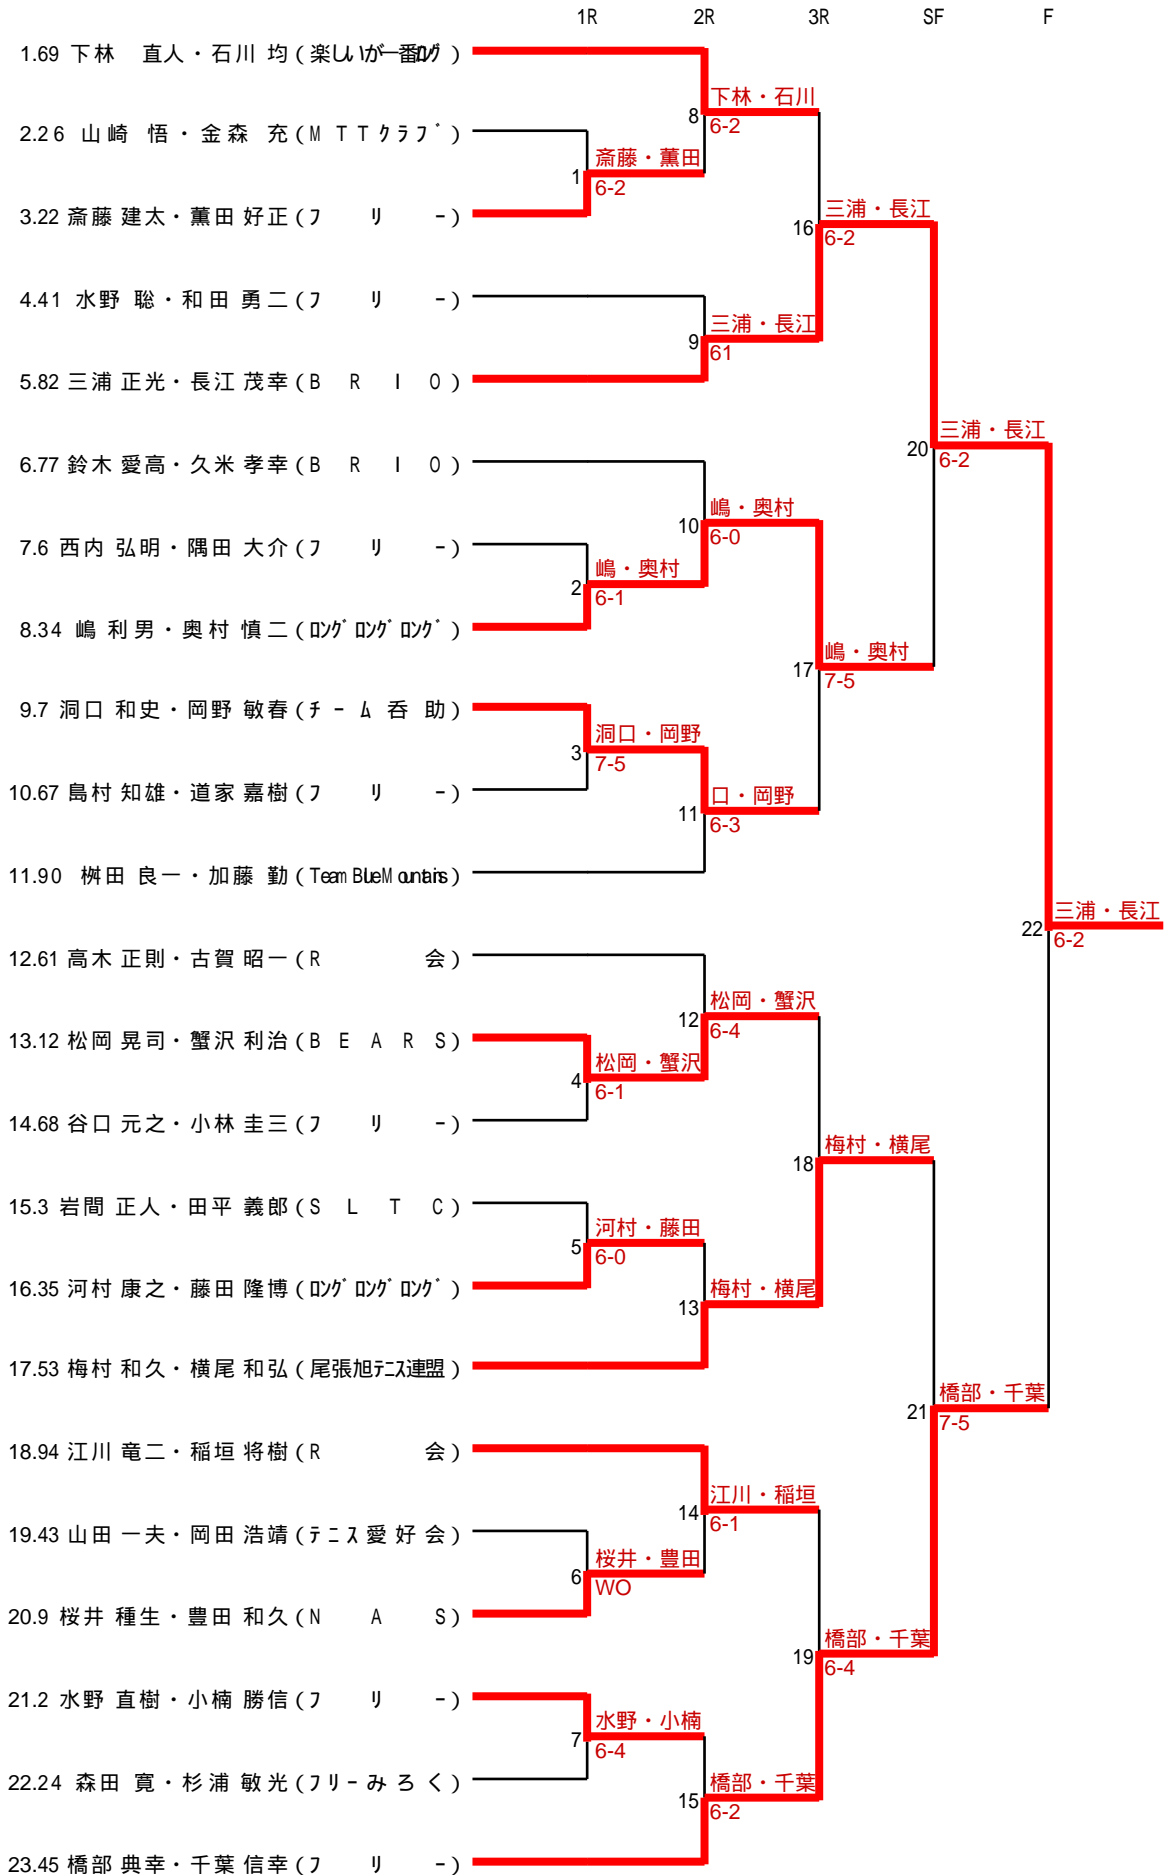 1R 2R 3R SF F
1.69 下林 直人・石川 均 (楽しいが一番ロング)
下林・石川
8
6-2
2.26 山崎 悟・金森 充 (MTTクラブ)
斎藤・薫田
1
6-2
3.22 斎藤 建太・薫田 好正 (フリー)
三浦・長江
16
6-2
4.41 水野 聡・和田 勇二 (フリー)
三浦・長江
9
61
5.82 三浦 正光・長江 茂幸 (BRIO)
三浦・長江
20
6-2
6.77 鈴木 愛高・久米 孝幸 (BRIO)
嶋・奥村
10
6-0
7.6 西内 弘明・隅田 大介 (フリー)
嶋・奥村
2
6-1
8.34 嶋 利男・奥村 慎二 (ロングロングロング)
嶋・奥村
17
7-5
9.7 洞口 和史・岡野 敏春 (チーム呑助)
洞口・岡野
3
7-5
10.67 島村 知雄・道家 嘉樹 (フリー)
口・岡野
11
6-3
11.90 桝田 良一・加藤 勤 (Team BlueMountains)
三浦・長江
22
6-2
12.61 高木 正則・古賀 昭一 (R会)
松岡・蟹沢
12
6-4
13.12 松岡 晃司・蟹沢 利治 (BEARS)
松岡・蟹沢
4
6-1
14.68 谷口 元之・小林 圭三 (フリー)
梅村・横尾
18
15.3 岩間 正人・田平 義郎 (SLTC)
河村・藤田
5
6-0
16.35 河村 康之・藤田 隆博 (ロングロングロング)
梅村・横尾
13
17.53 梅村 和久・横尾 和弘 (尾張旭テニス連盟)
橋部・千葉
21
7-5
18.94 江川 竜二・稲垣 将樹 (R会)
江川・稲垣
14
6-1
19.43 山田 一夫・岡田 浩靖 (テニス愛好会)
桜井・豊田
6
WO
20.9 桜井 種生・豊田 和久 (NAS)
橋部・千葉
19
6-4
21.2 水野 直樹・小楠 勝信 (フリー)
水野・小楠
7
6-4
22.24 森田 寛・杉浦 敏光 (フリーみろく)
橋部・千葉
15
6-2
23.45 橋部 典幸・千葉 信幸 (フリー)